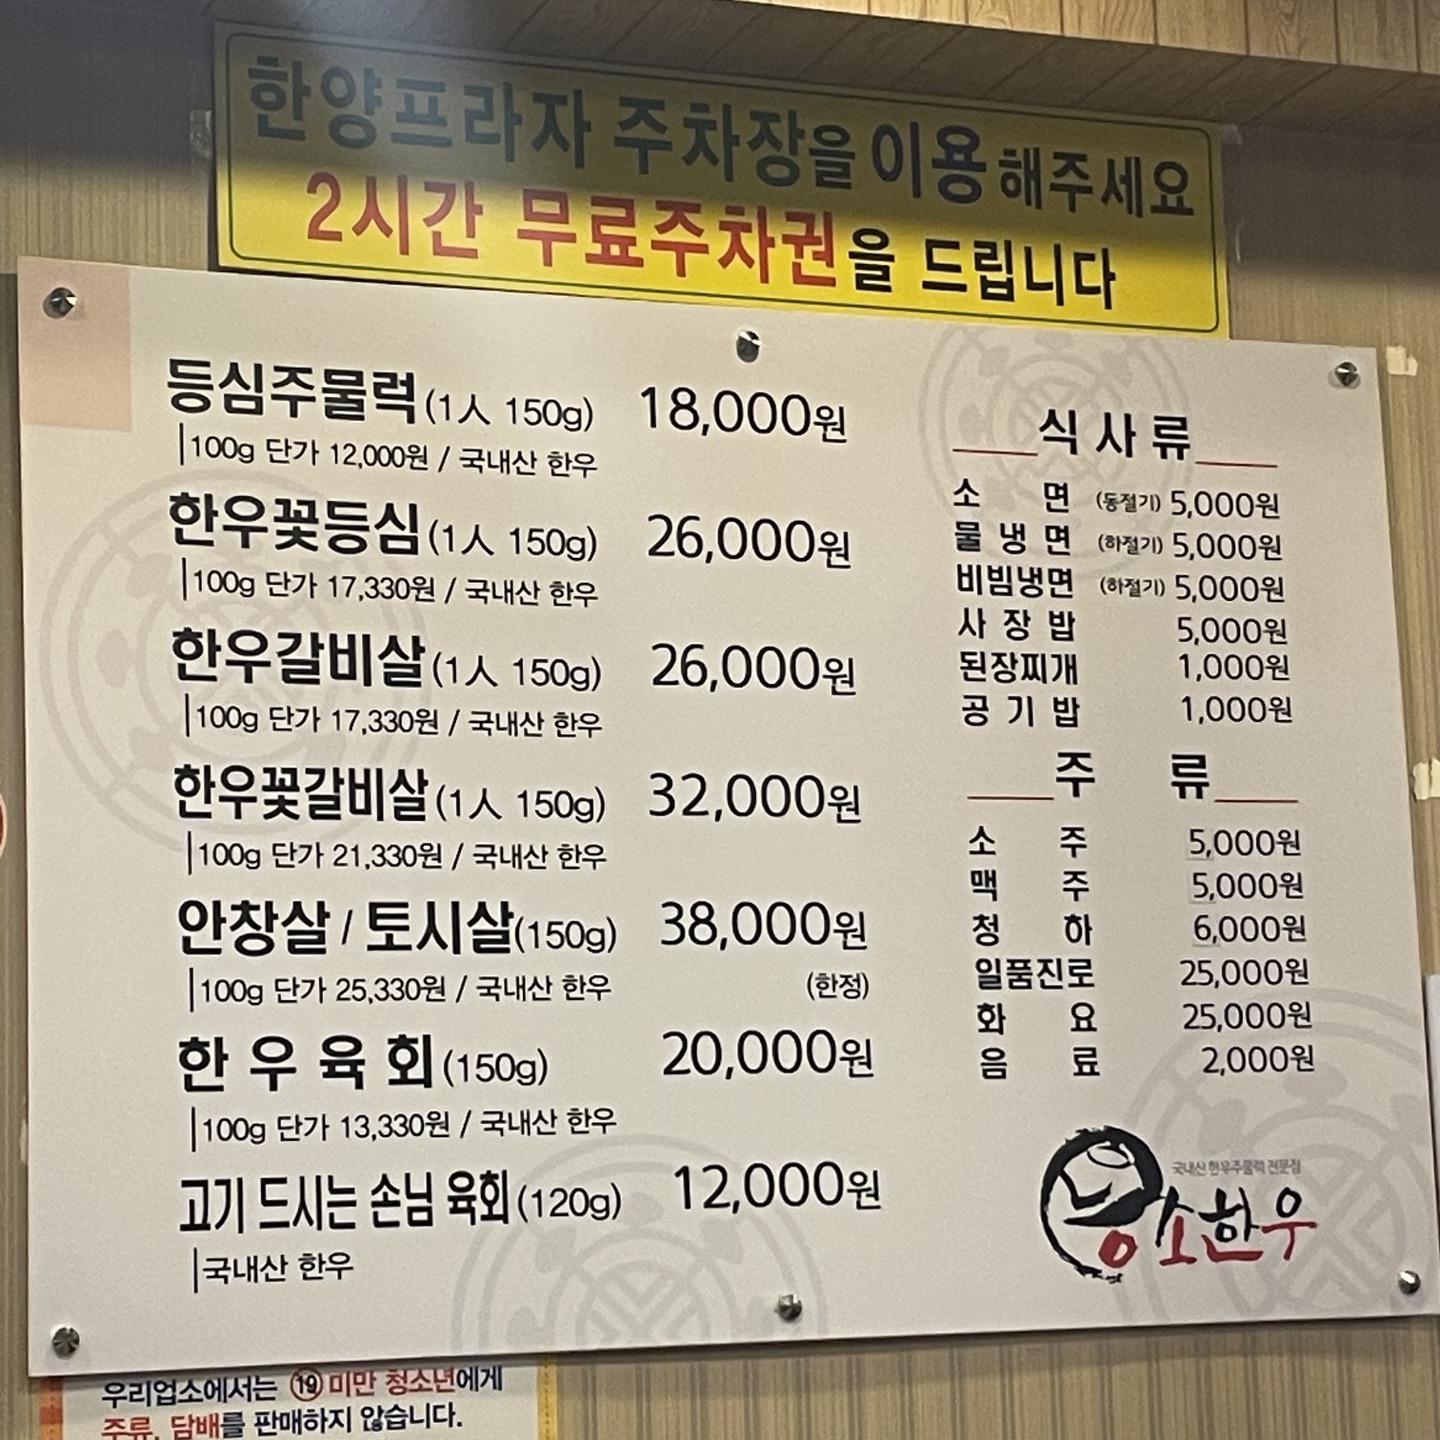 한양프라자 주차장을 이용해주세요
2시간 무료주차권을 드립니다
등심주물럭(1人 150g) 18,000원
100g 단가 12,000원 / 국내산 한우
한우꽃등심(1人 150g) 26,000원
100g 단가 17,330원 / 국내산 한우
한우갈비살(1人 150g) 26,000원
100g 단가 17,330원 / 국내산 한우
한우꽃갈비살(1人 150g) 32,000원
100g 단가 21,330원 / 국내산 한우
안창살 / 토시살(150g) 38,000원
100g 단가 25,330원 / 국내산 한우 (한정)
한 우 육 회(150g) 20,000원
100g 단가 13,330원 / 국내산 한우
고기 드시는 손님 육회(120g) 12,000원
국내산 한우
식 사 류
소 면 (동절기) 5,000원
물 냉 면 (하절기) 5,000원
비빔냉면 (하절기) 5,000원
사 장 밥 5,000원
된장찌개 1,000원
공 기 밥 1,000원
주 류
소 주 5,000원
맥 주 5,000원
청 하 6,000원
일품진로 25,000원
화 요 25,000원
음 료 2,000원
국내산 한우주물럭 전문점
소한우
우리업소에서는 19 미만 청소년에게
주류, 담배를 판매하지 않습니다.